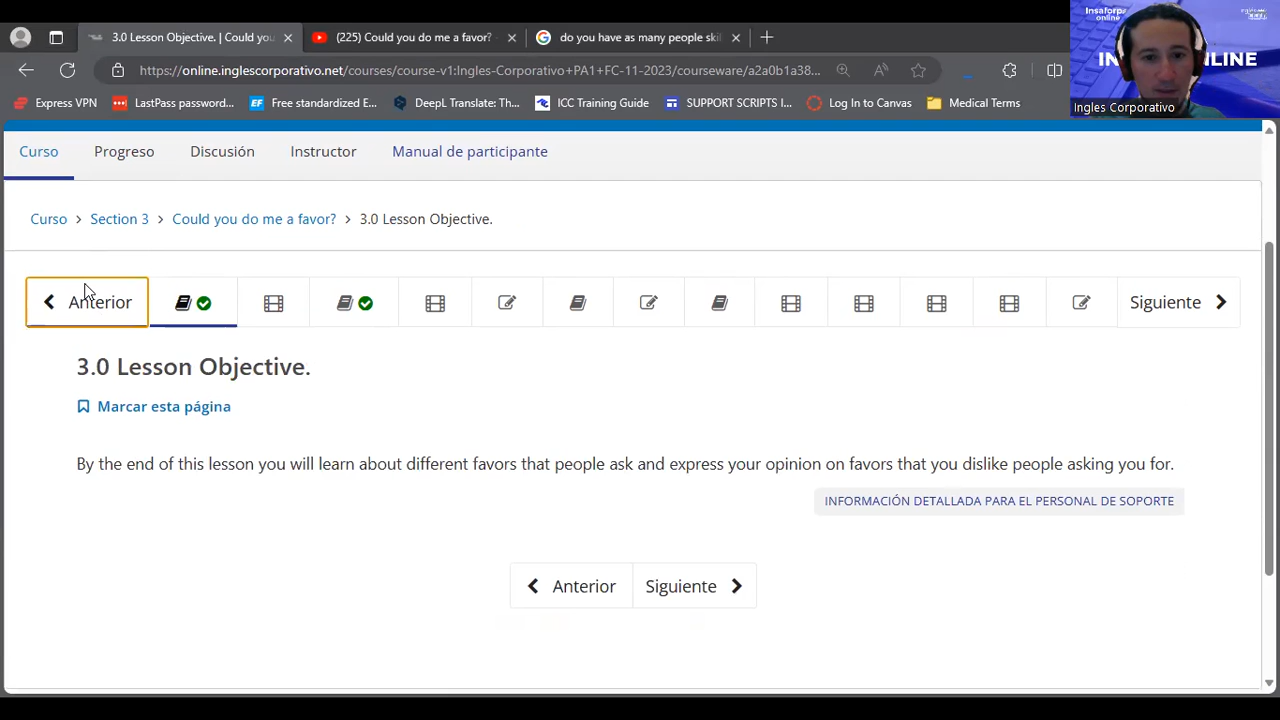 3.0 Lesson Objective. | Could you
(225) Could you do me a favor? -
do you have as many people skil
https://online.inglescorporativo.net/courses/course-v1:Ingles-Corporativo+PA1+FC-11-2023/courseware/a2a0b1a38...
Express VPN
LastPass password...
Free standardized E...
DeepL Translate: Th...
ICC Training Guide
SUPPORT SCRIPTS I...
Log In to Canvas
Medical Terms
Insaforp
online
IN
NLINE
Ingles Corporativo
Curso
Progreso
Discusión
Instructor
Manual de participante
Curso > Section 3 > Could you do me a favor? > 3.0 Lesson Objective.
Anterior
Siguiente
3.0 Lesson Objective.
Marcar esta página
By the end of this lesson you will learn about different favors that people ask and express your opinion on favors that you dislike people asking you for.
INFORMACIÓN DETALLADA PARA EL PERSONAL DE SOPORTE
Anterior
Siguiente